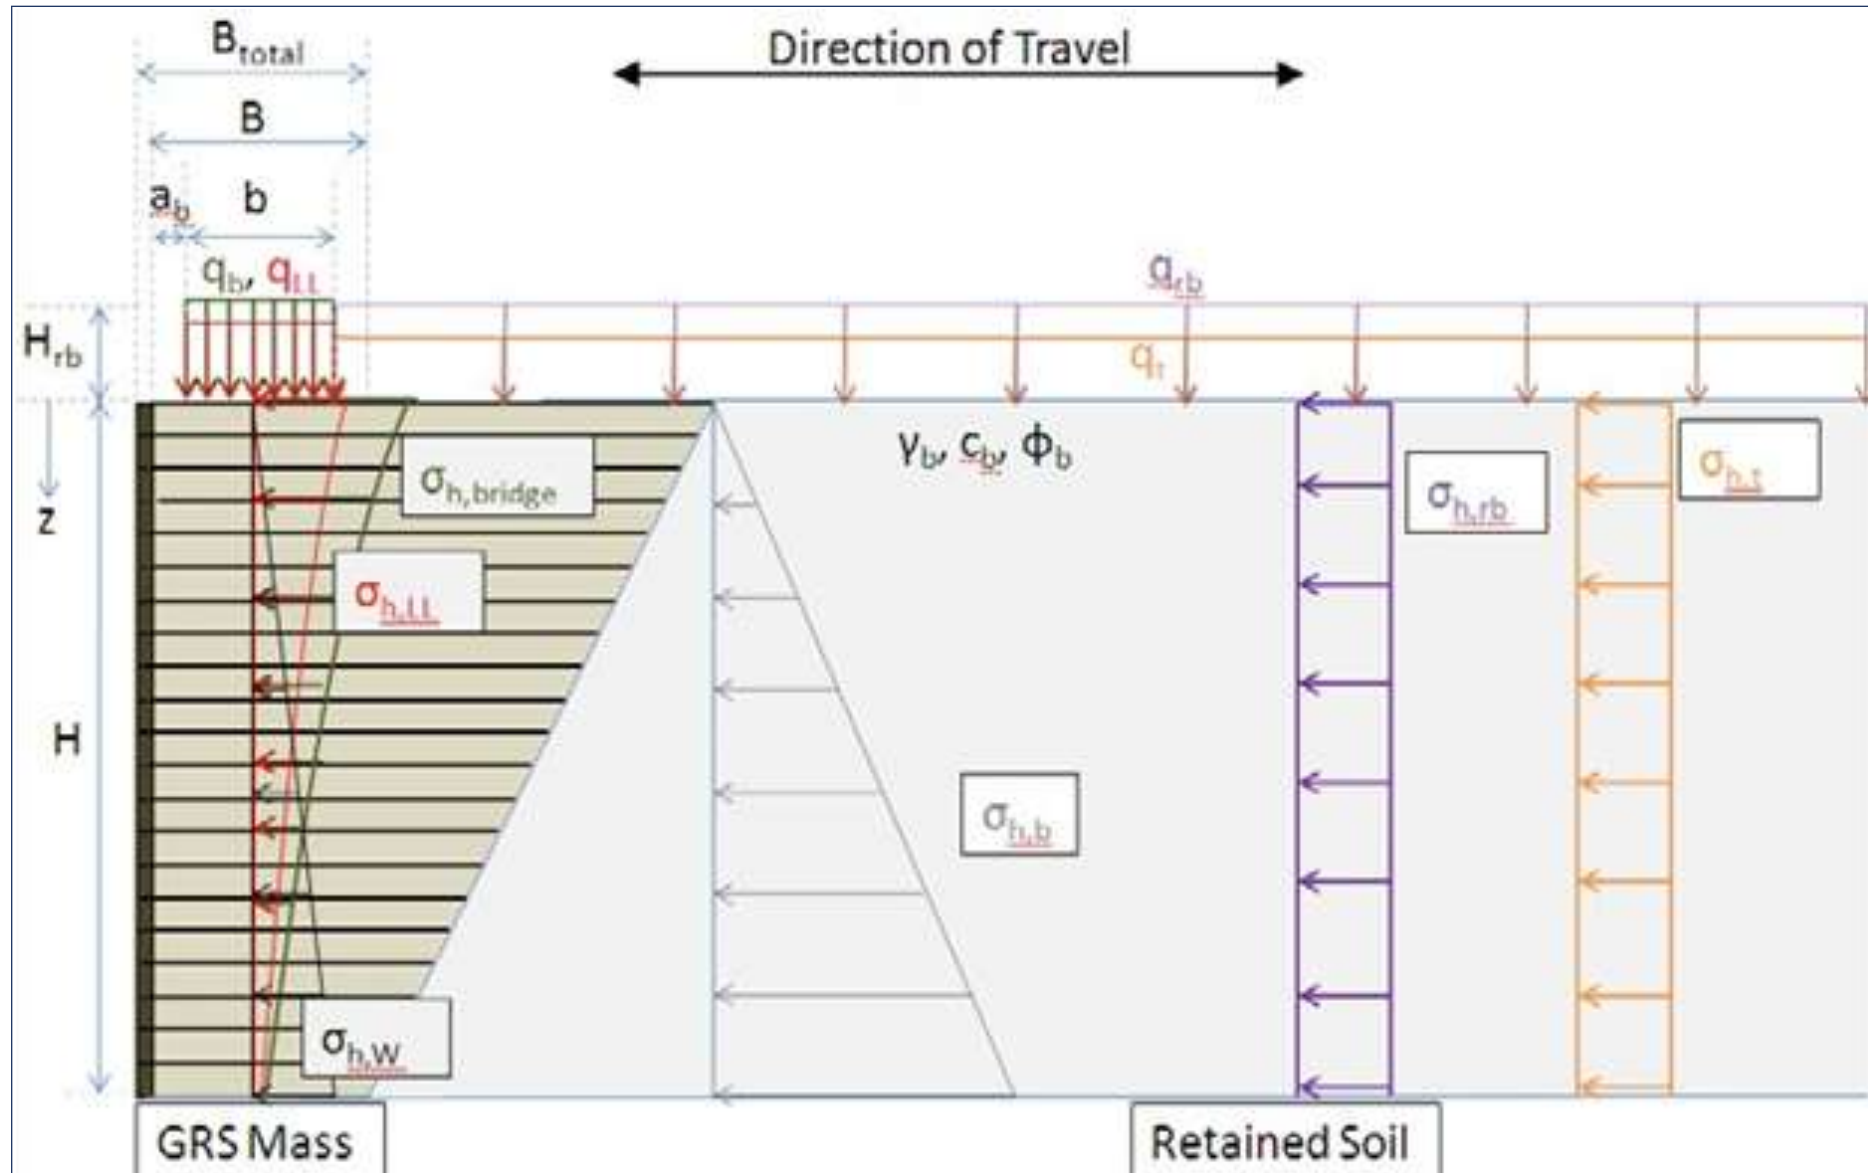 B_total
Direction of Travel
B
a_b
b
q_b, q_LL
q_rb
H_rb
q_t
γ_b, c_b, ϕ_b
σ_h,bridge
σ_h,rb
σ_h,t
z
σ_h,LL
H
σ_h,b
σ_h,W
GRS Mass
Retained Soil